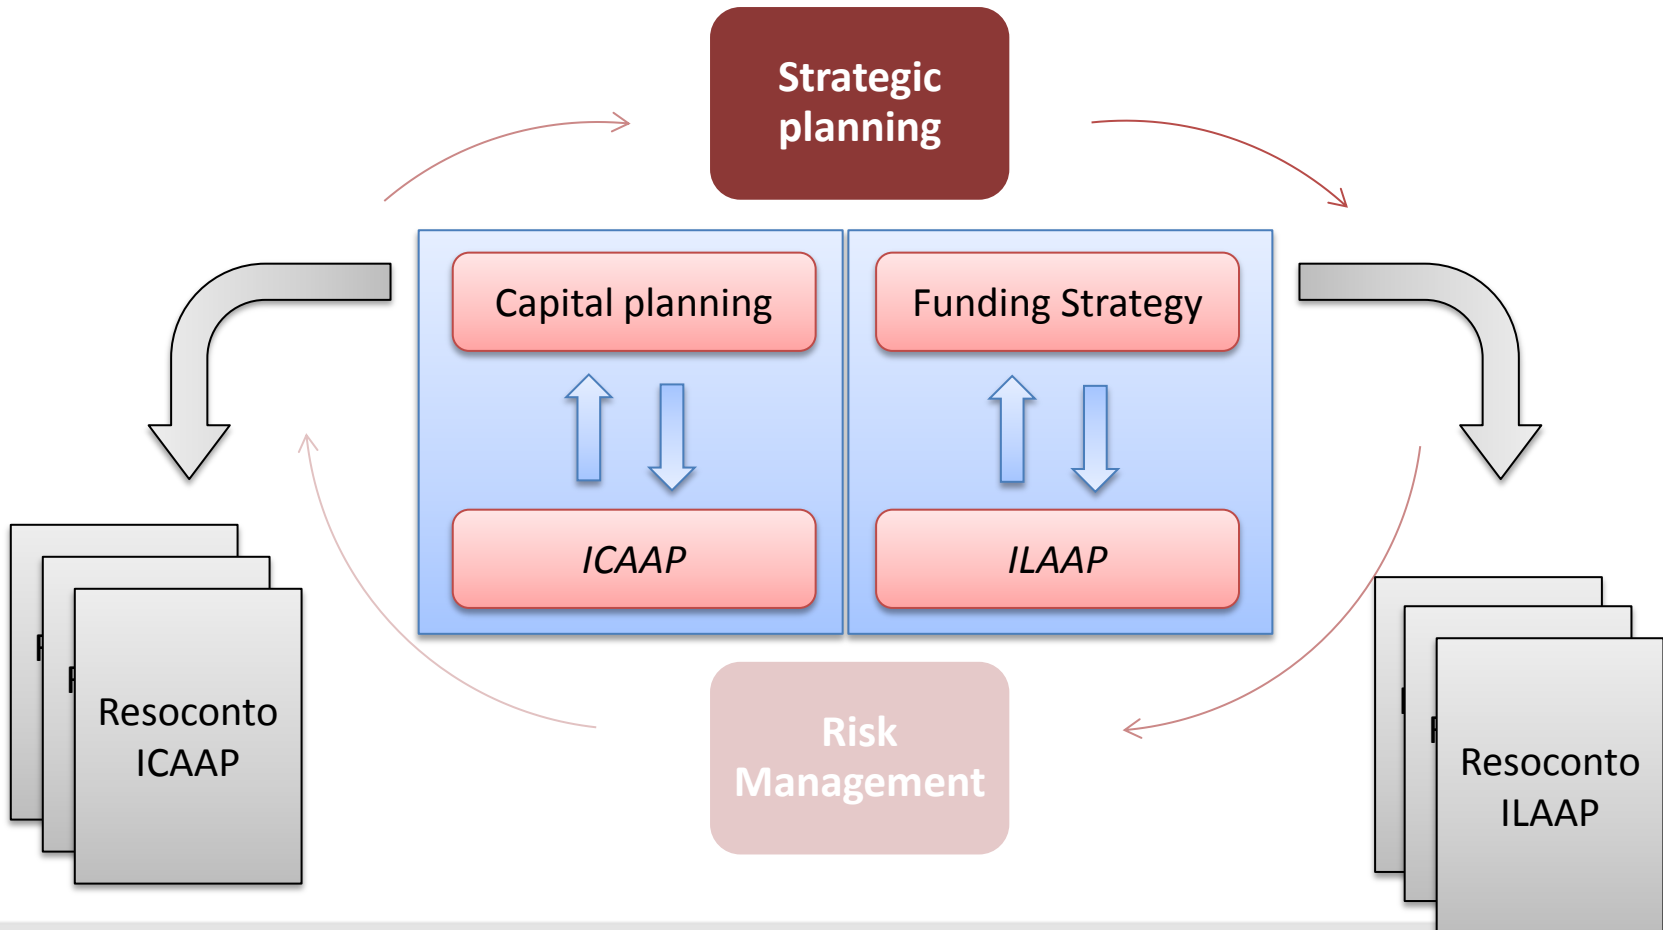 Strategic
planning
Capital planning
Funding Strategy
ICAAP
ILAAP
Risk
Management
Resoconto
ICAAP
Resoconto
ILAAP